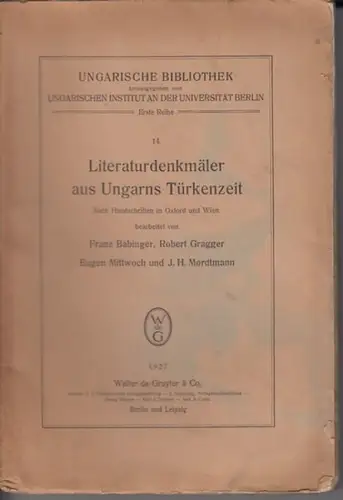 UNGARISCHE BIBLIOTHEK
herausgegeben vom
UNGARISCHEN INSTITUT AN DER UNIVERSITÄT BERLIN
Erste Reihe
14
Literaturdenkmäler
aus Ungarns Türkenzeit
Nach Handschriften in Oxford und Wien
bearbeitet von
Franz Babinger, Robert Gragger
Eugen Mittwoch und J. H. Mordtmann
W
de
G
1927
Walter de Gruyter & Co.
Berlin und Leipzig